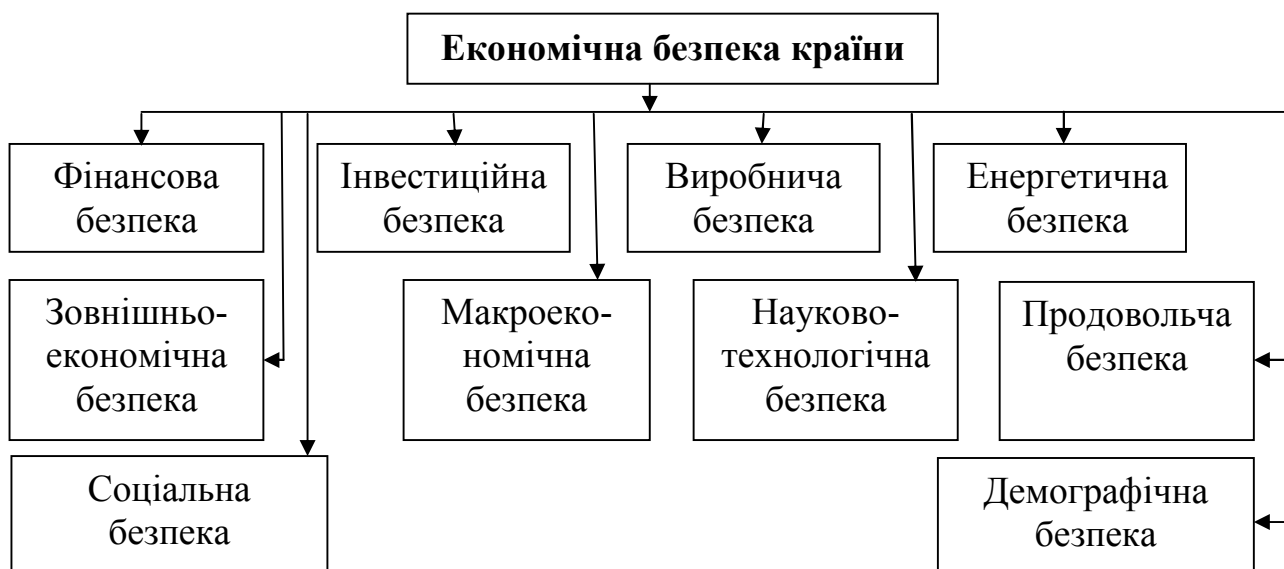 Економічна безпека країни
Фінансова
безпека
Інвестиційна
безпека
Виробнича
безпека
Енергетична
безпека
Зовнішньо-
економічна
безпека
Макроеко-
номічна
безпека
Науково-
технологічна
безпека
Продовольча
безпека
Соціальна
безпека
Демографічна
безпека